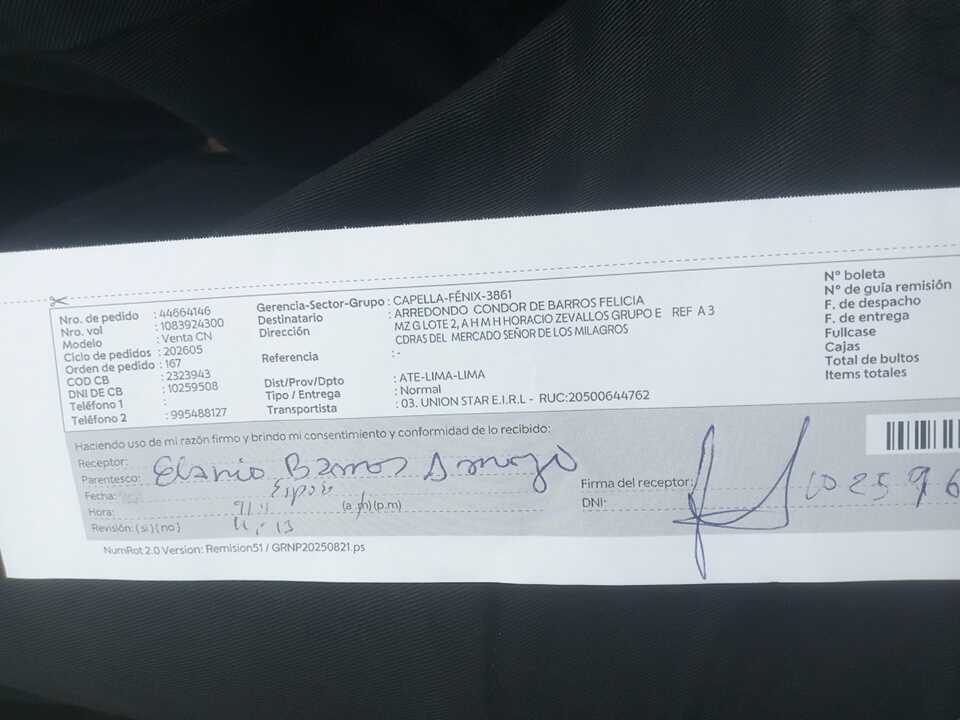 Nro. de pedido : 44664146
Nro. vol : 1083924300
Modelo : Venta CN
Ciclo de pedidos : 202605
Orden de pedido : 167
COD CB : 2323943
DNI DE CB : 10259508
Teléfono 1 :
Teléfono 2 : 995488127
Gerencia-Sector-Grupo : CAPELLA-FÉNIX-3861
Destinatario : ARREDONDO CONDOR DE BARROS FELICIA
Dirección MZ G LOTE 2, A H M H HORACIO ZEVALLOS GRUPO E REF A 3
CDRAS DEL MERCADO SEÑOR DE LOS MILAGROS
Referencia : -
Dist/Prov/Dpto : ATE-LIMA-LIMA
Tipo / Entrega : Normal
Transportista : 03. UNION STAR E.I.R.L - RUC:20500644762
N° boleta
N° de guía remisión
F. de despacho
F. de entrega
Fullcase
Cajas
Total de bultos
Items totales
Haciendo uso de mi razón firmo y brindo mi consentimiento y conformidad de lo recibido:
Receptor: Barros
Parentesco: Espos
Fecha:
Hora: (a.m)(p.m)
Revisión: (si)(no)
Firma del receptor:
DNI: 102596
NumRot 2.0 Version: Remision51 / GRNP20250821.ps